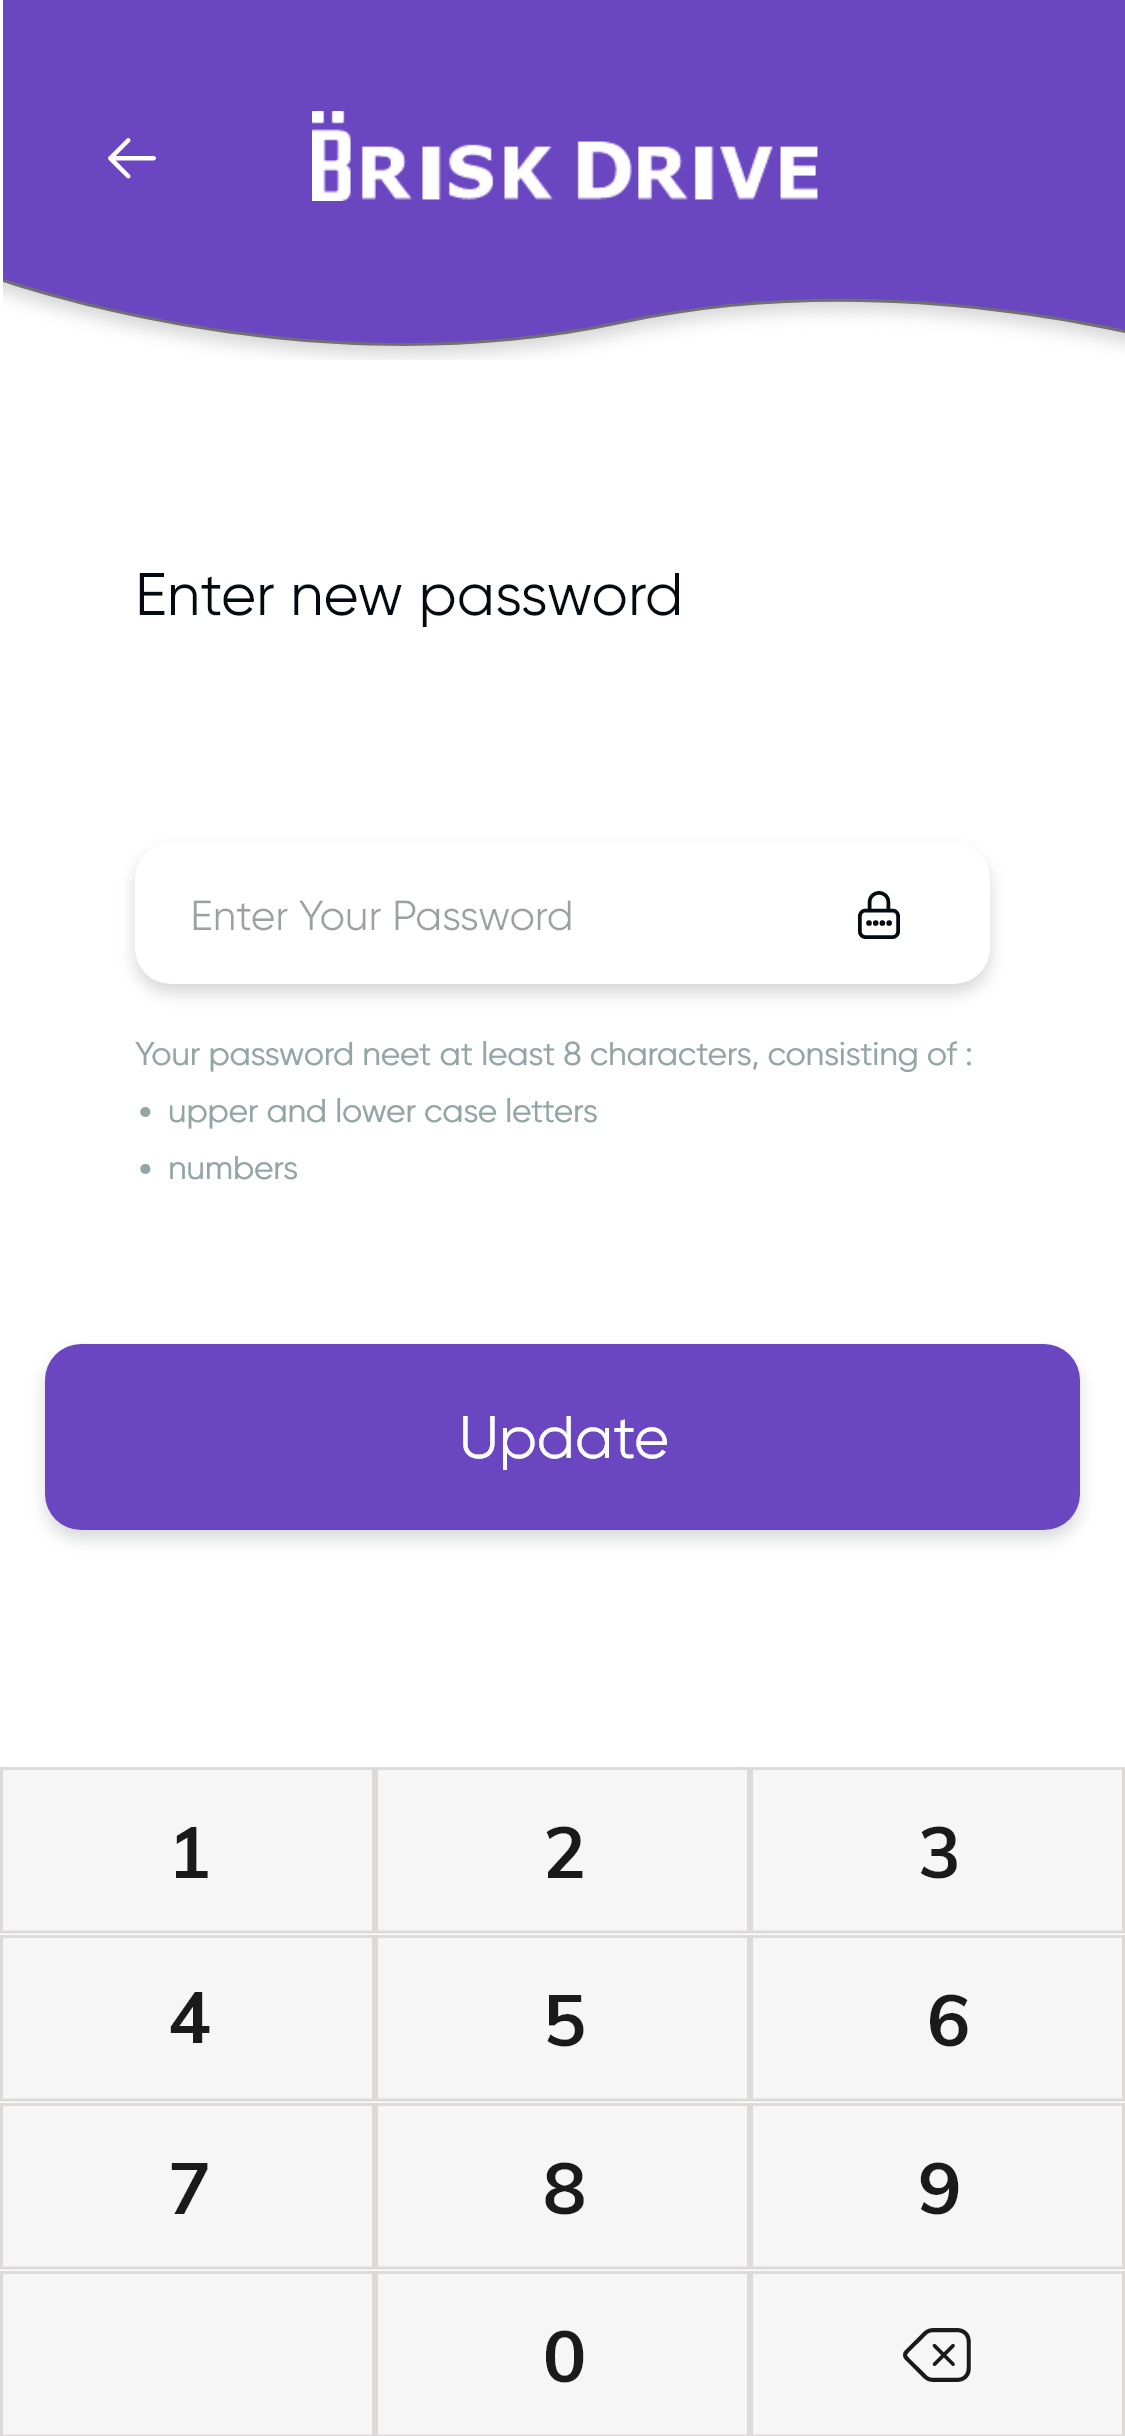 BRISK DRIVE
Enter new password
Enter Your Password
Your password neet at least 8 characters, consisting of :
• upper and lower case letters
• numbers
Update
1 2 3
4 5 6
7 8 9
0